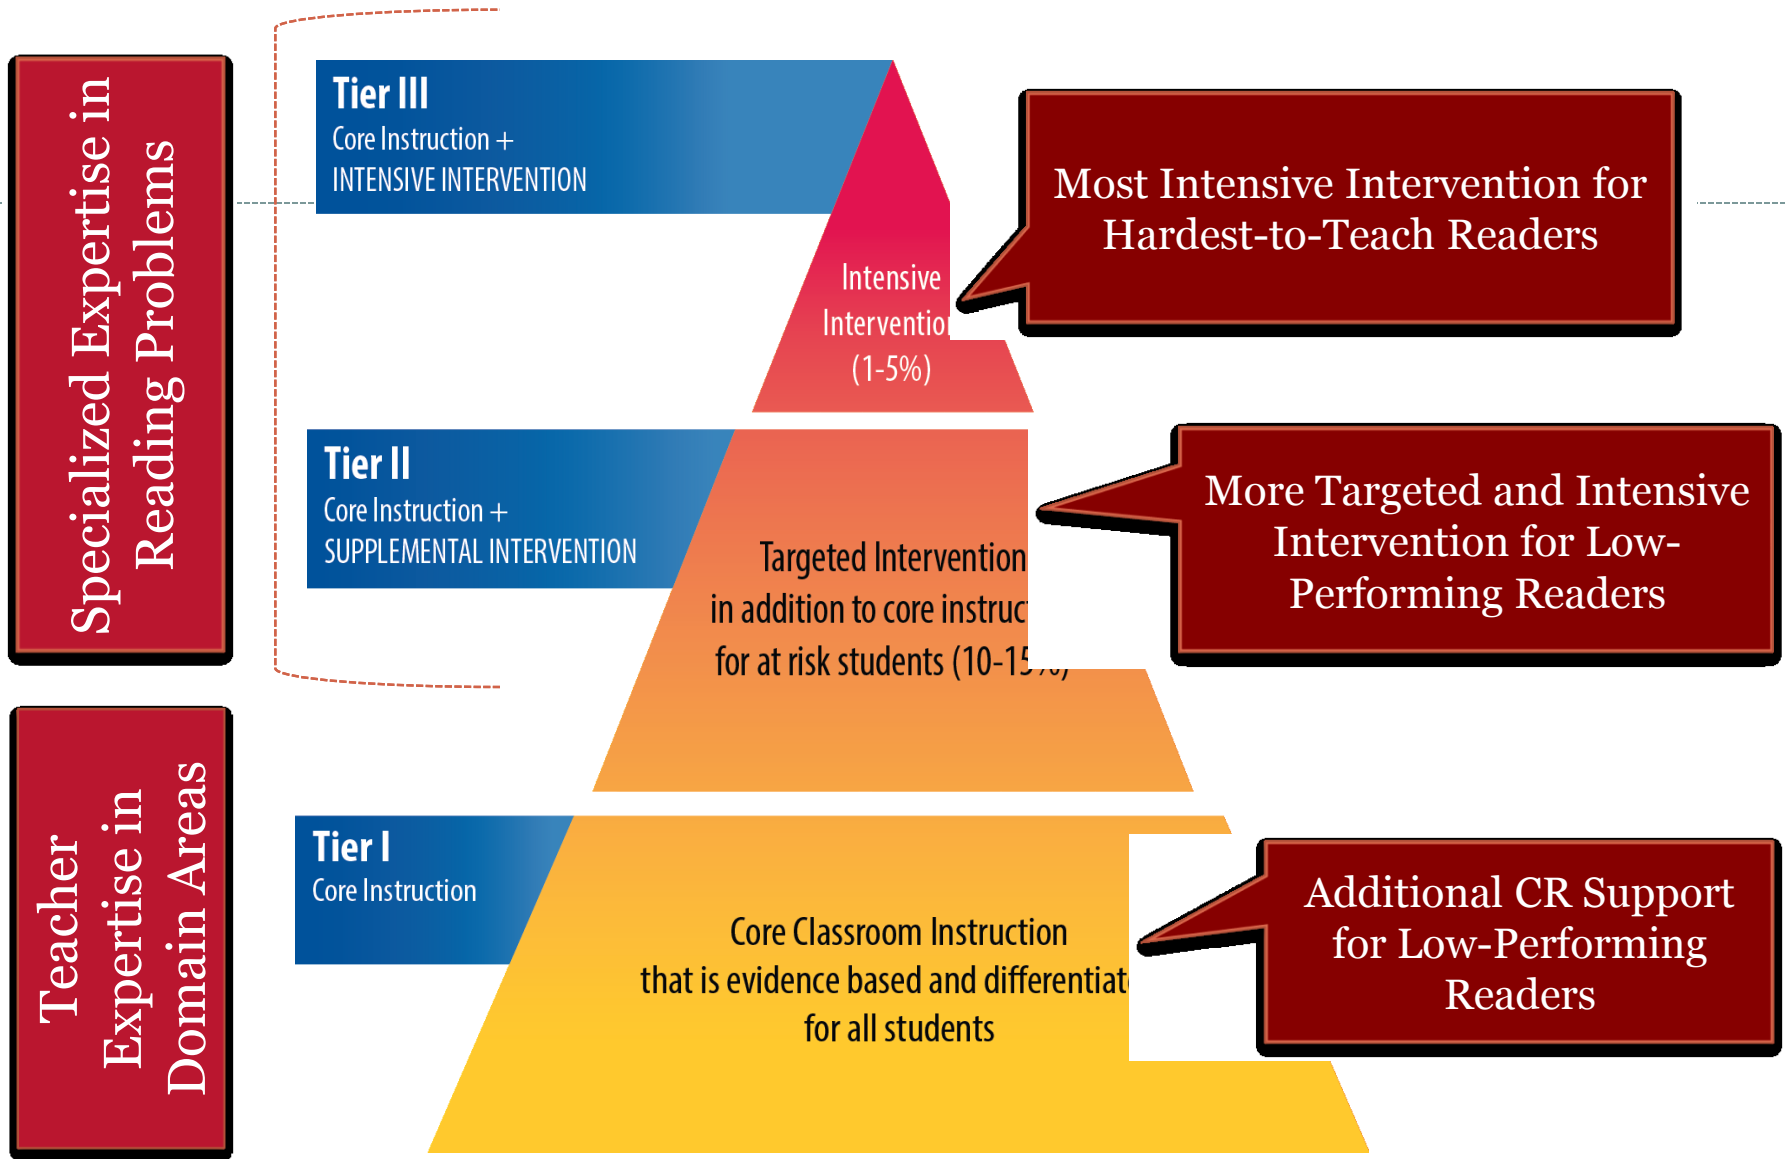 Specialized Expertise in
Reading Problems
Tier III
Core Instruction +
INTENSIVE INTERVENTION
Intensive
Interventio
(1-5%)
Most Intensive Intervention for
Hardest-to-Teach Readers
Tier II
Core Instruction +
SUPPLEMENTAL INTERVENTION
Targeted Intervention
in addition to core instruc
for at risk students (10-15%)
More Targeted and Intensive
Intervention for Low-
Performing Readers
Teacher
Expertise in
Domain Areas
Tier I
Core Instruction
Core Classroom Instruction
that is evidence based and differentiat
for all students
Additional CR Support
for Low-Performing
Readers